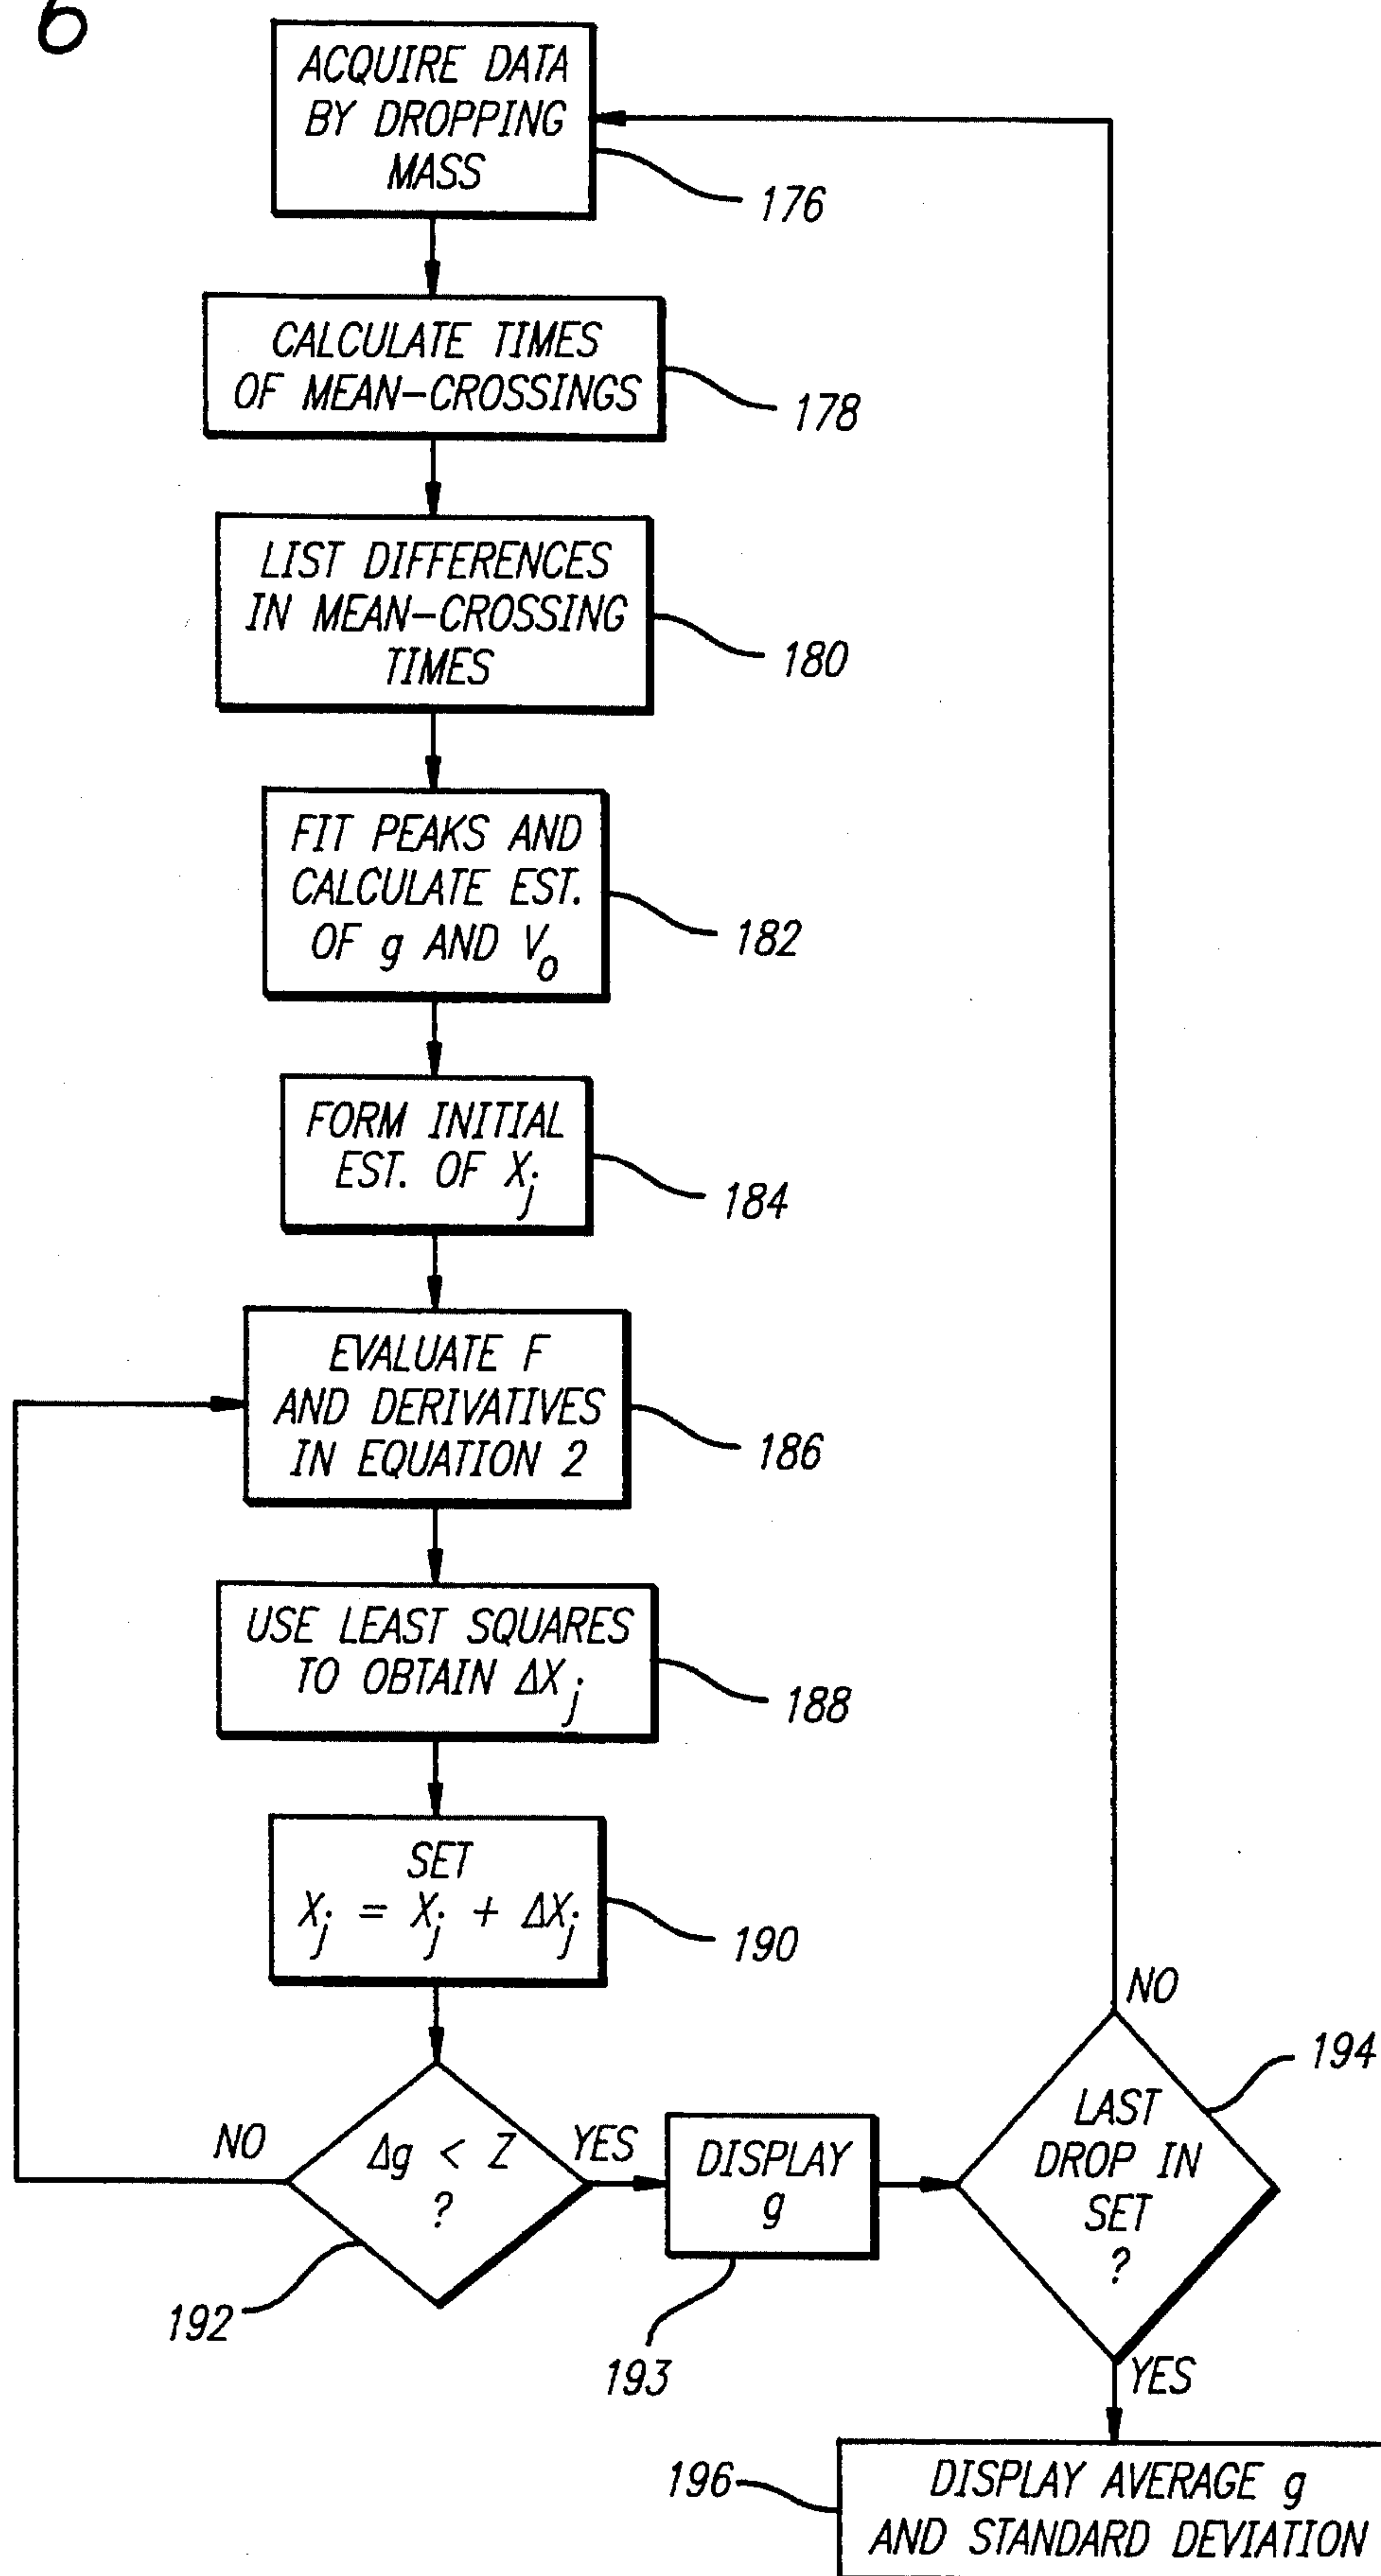 6
ACQUIRE DATA
BY DROPPING
MASS
176
CALCULATE TIMES
OF MEAN-CROSSINGS
178
LIST DIFFERENCES
IN MEAN-CROSSING
TIMES
180
FIT PEAKS AND
CALCULATE EST.
OF g AND V₀
182
FORM INITIAL
EST. OF Xⱼ
184
EVALUATE F
AND DERIVATIVES
IN EQUATION 2
186
USE LEAST SQUARES
TO OBTAIN ΔXⱼ
188
SET
Xⱼ = Xⱼ + ΔXⱼ
190
NO
Δg < Z
?
YES
192
DISPLAY
g
193
NO
LAST
DROP IN
SET
?
194
YES
196
DISPLAY AVERAGE g
AND STANDARD DEVIATION